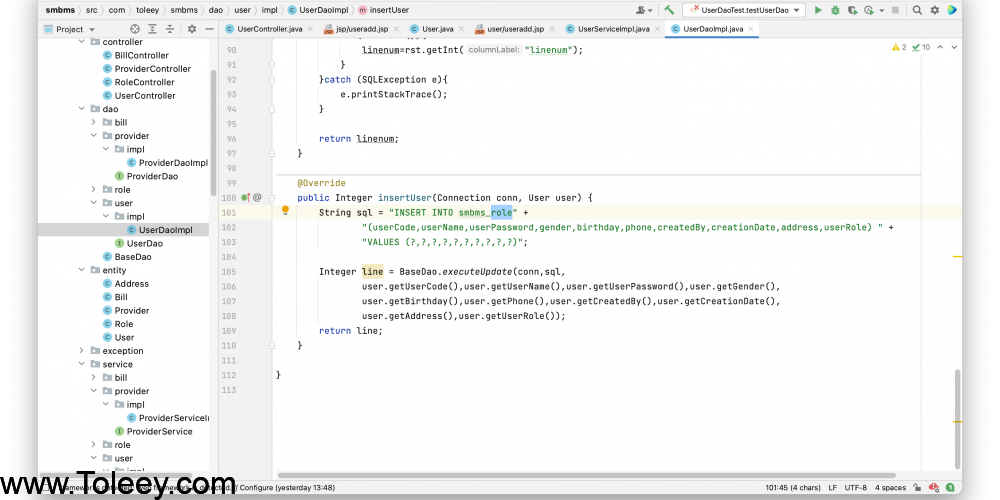 smbms › src › com › toleey › smbms › dao › user › impl › UserDaoImpl › insertUser
UserDaoTest.testUserDao
Project
UserController.java
jsp/useradd.jsp
User.java
user/useradd.jsp
UserServiceImpl.java
UserDaoImpl.java
controller
BillController
ProviderController
RoleController
UserController
dao
bill
provider
impl
ProviderDaoImpl
ProviderDao
role
user
impl
UserDaoImpl
UserDao
BaseDao
entity
Address
Bill
Provider
Role
User
exception
service
bill
provider
impl
ProviderServiceI
ProviderService
role
user
impl
2 10
90 linenum=rst.getInt( columnLabel: "linenum");
91 }
92 }catch (SQLException e){
93 e.printStackTrace();
94 }
95
96 return linenum;
97 }
98
99 @Override
100 public Integer insertUser(Connection conn, User user) {
101 String sql = "INSERT INTO smbms_role" +
102 "(userCode,userName,userPassword,gender,birthday,phone,createdBy,creationDate,address,userRole) " +
103 "VALUES (?,?,?,?,?,?,?,?,?,?)";
104
105 Integer line = BaseDao.executeUpdate(conn,sql,
106 user.getUserCode(),user.getUserName(),user.getUserPassword(),user.getGender(),
107 user.getBirthday(),user.getPhone(),user.getCreatedBy(),user.getCreationDate(),
108 user.getAddress(),user.getUserRole());
109 return line;
110 }
111
112 }
113
www.Toleey.com
detected. // Configure (yesterday 13:48)
101:45 (4 chars) LF UTF-8 4 spaces